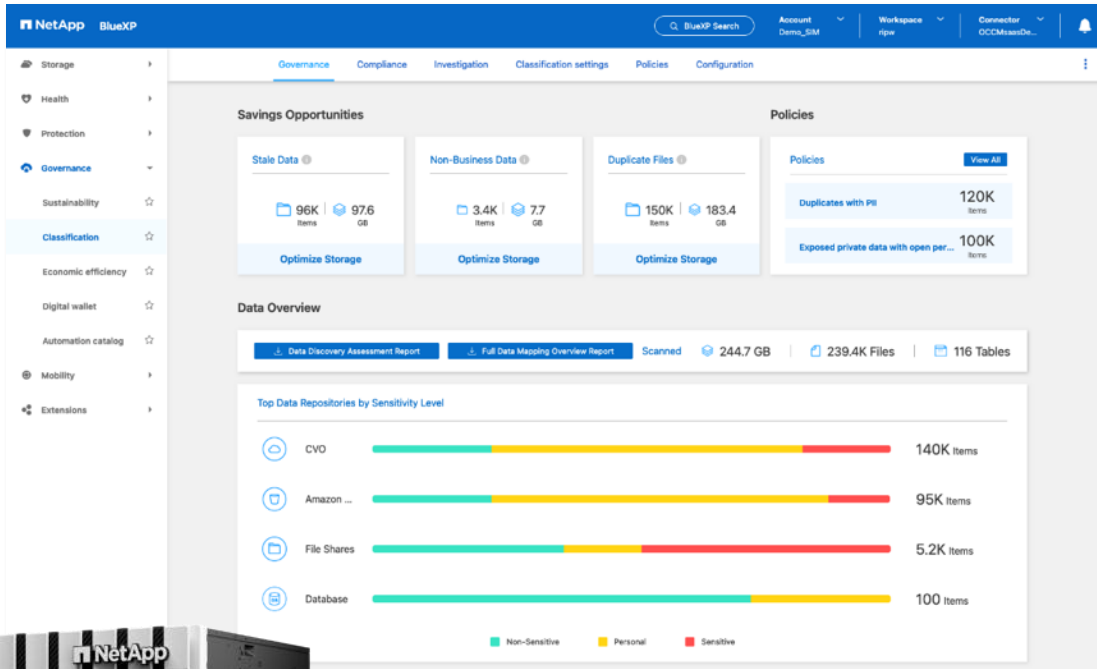 NetApp BlueXP
BlueXP Search
Account
Demo_SIM
Workspace
ripw
Connector
OCCMsaasDe...
Storage
Health
Protection
Governance
Sustainability
Classification
Economic efficiency
Digital wallet
Automation catalog
Mobility
Extensions
Governance Compliance Investigation Classification settings Policies Configuration
Savings Opportunities
Stale Data
96K Items 97.6 GB
Optimize Storage
Non-Business Data
3.4K Items 7.7 GB
Optimize Storage
Duplicate Files
150K Items 183.4 GB
Optimize Storage
Policies
Policies View All
Duplicates with PII 120K Items
Exposed private data with open per... 100K Items
Data Overview
Data Discovery Assessment Report Full Data Mapping Overview Report Scanned 244.7 GB 239.4K Files 116 Tables
Top Data Repositories by Sensitivity Level
CVO 140K Items
Amazon ... 95K Items
File Shares 5.2K Items
Database 100 Items
Non-Sensitive Personal Sensitive
NetApp